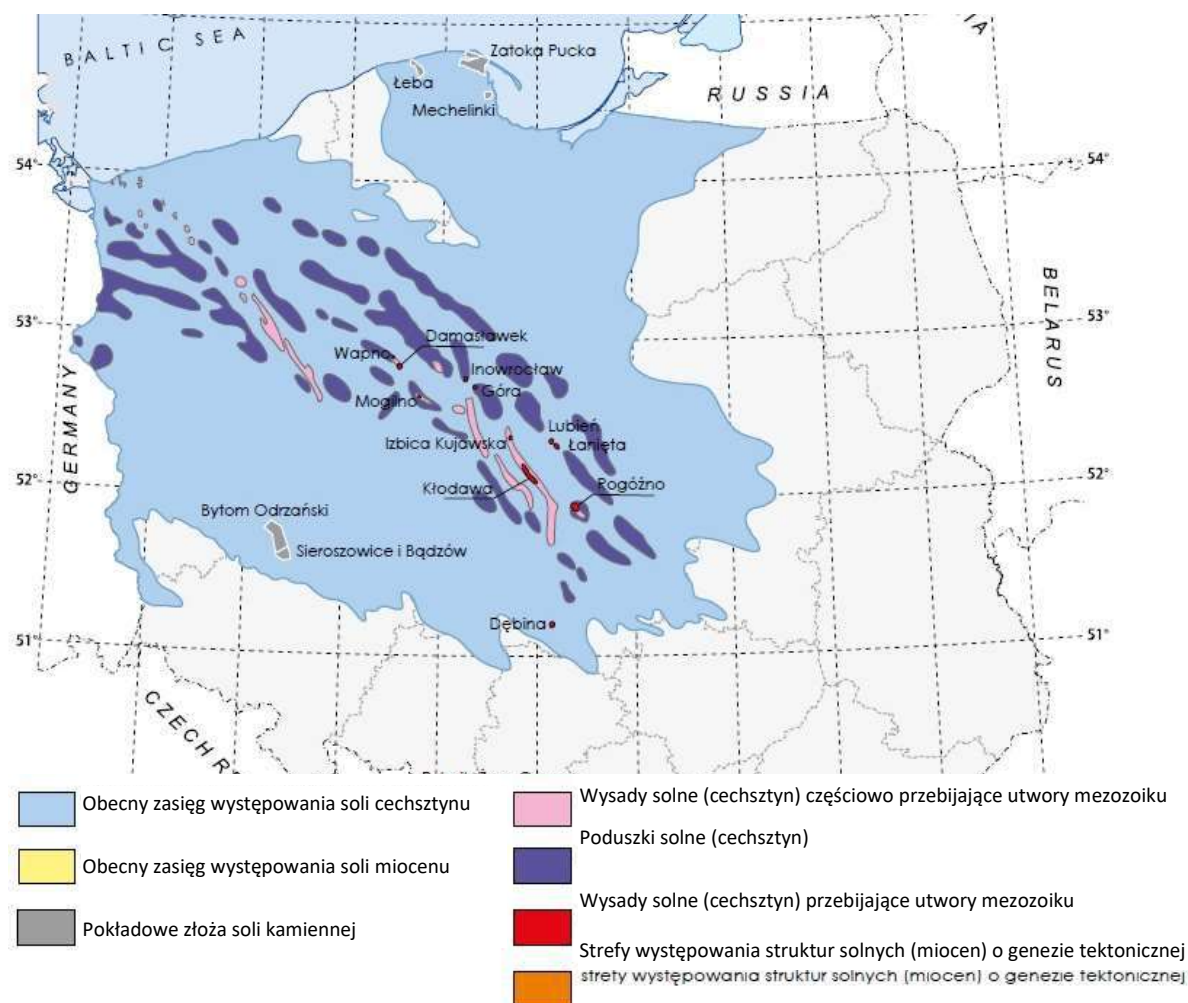 BALTIC SEA
Zatoka Pucka
Łeba
Mechelinki
RUSSIA
54°
54°
53°
53°
BELARUS
GERMANY
Damasławek
Wapno
Inowrocław
Góra
Mogilno
Lubień
Izbica Kujawska
Łanięta
52°
52°
Kłodawa
Pogóźno
Bytom Odrzański
Sieroszowice i Bądzów
51°
51°
Dębina
CZECH R
Obecny zasięg występowania soli cechsztynu
Obecny zasięg występowania soli miocenu
Pokładowe złoża soli kamiennej
Wysady solne (cechsztyn) częściowo przebijające utwory mezozoiku
Poduszki solne (cechsztyn)
Wysady solne (cechsztyn) przebijające utwory mezozoiku
Strefy występowania struktur solnych (miocen) o genezie tektonicznej
strefy występowania struktur solnych (miocen) o genezie tektonicznej